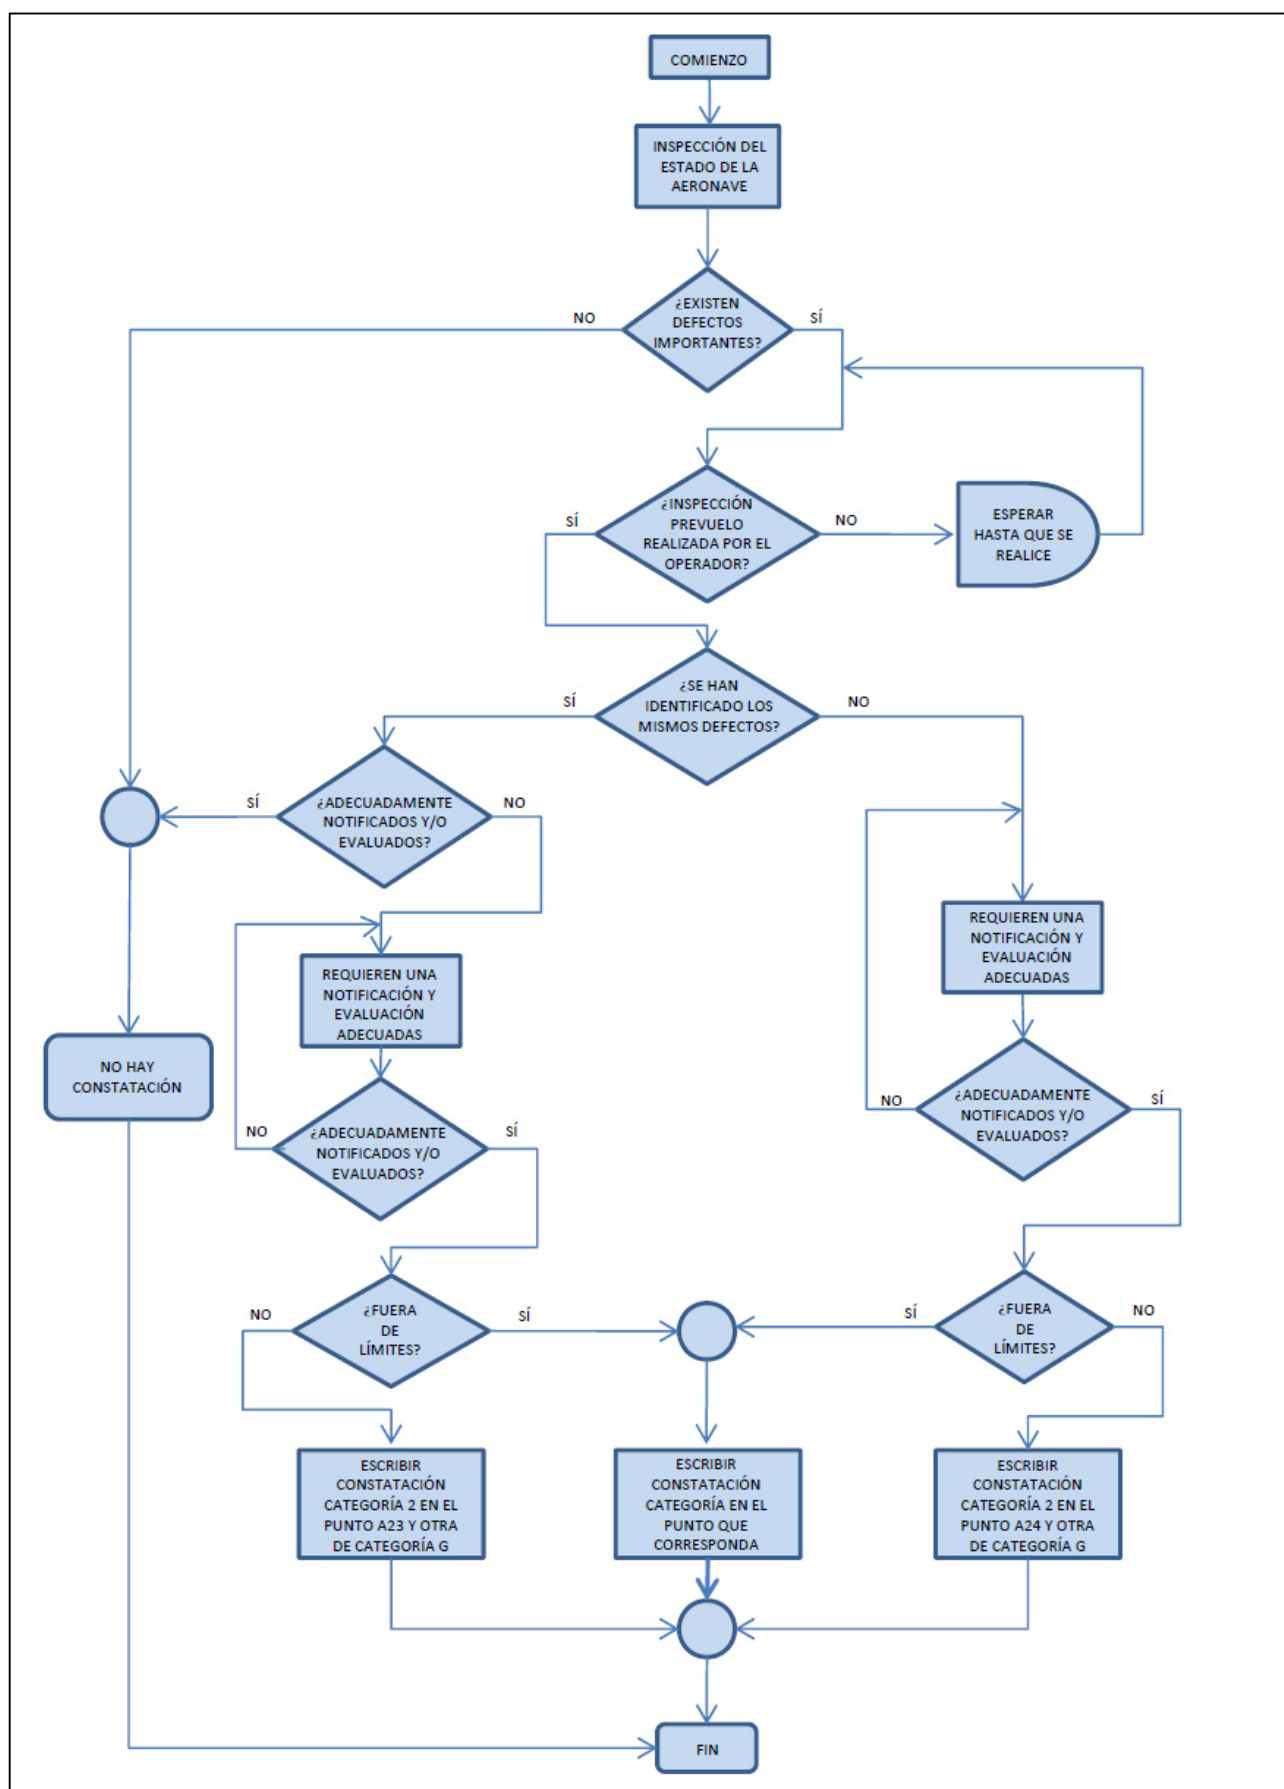 COMIENZO
INSPECCIÓN DEL
ESTADO DE LA
AERONAVE
¿EXISTEN
DEFECTOS
IMPORTANTES?
NO
SÍ
¿INSPECCIÓN
PREVUELO
REALIZADA POR EL
OPERADOR?
SÍ
NO
ESPERAR
HASTA QUE SE
REALICE
¿SE HAN
IDENTIFICADO LOS
MISMOS DEFECTOS?
SÍ
NO
¿ADECUADAMENTE
NOTIFICADOS Y/O
EVALUADOS?
SÍ
NO
REQUIEREN UNA
NOTIFICACIÓN Y
EVALUACIÓN
ADECUADAS
REQUIEREN UNA
NOTIFICACIÓN Y
EVALUACIÓN
ADECUADAS
NO HAY
CONSTATACIÓN
¿ADECUADAMENTE
NOTIFICADOS Y/O
EVALUADOS?
NO
SÍ
¿ADECUADAMENTE
NOTIFICADOS Y/O
EVALUADOS?
NO
SÍ
¿FUERA
DE
LÍMITES?
NO
SÍ
¿FUERA
DE
LÍMITES?
SÍ
NO
ESCRIBIR
CONSTATACIÓN
CATEGORÍA 2 EN EL
PUNTO A23 Y OTRA
DE CATEGORÍA G
ESCRIBIR
CONSTATACIÓN
CATEGORÍA EN EL
PUNTO QUE
CORRESPONDA
ESCRIBIR
CONSTATACIÓN
CATEGORÍA 2 EN EL
PUNTO A24 Y OTRA
DE CATEGORÍA G
FIN